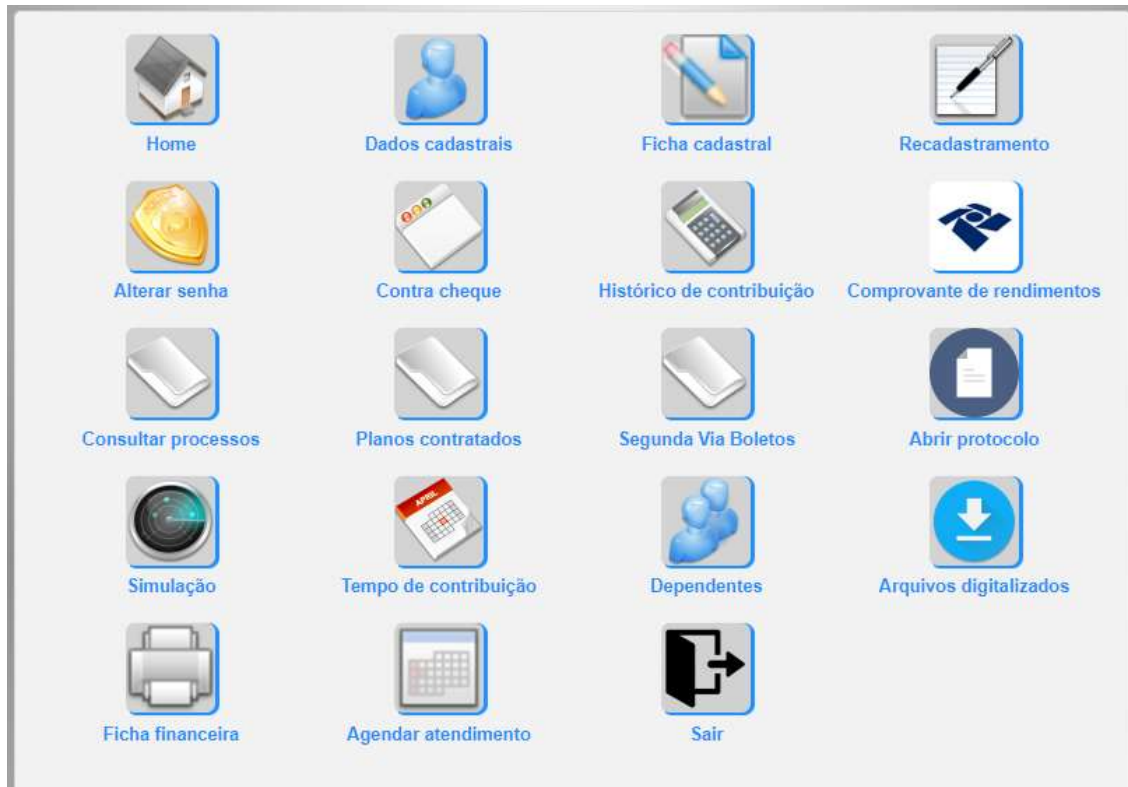 Home
Dados cadastrais
Ficha cadastral
Recadastramento
Alterar senha
Contra cheque
Histórico de contribuição
Comprovante de rendimentos
Consultar processos
Planos contratados
Segunda Via Boletos
Abrir protocolo
APRIL
Simulação
Tempo de contribuição
Dependentes
Arquivos digitalizados
Ficha financeira
Agendar atendimento
Sair